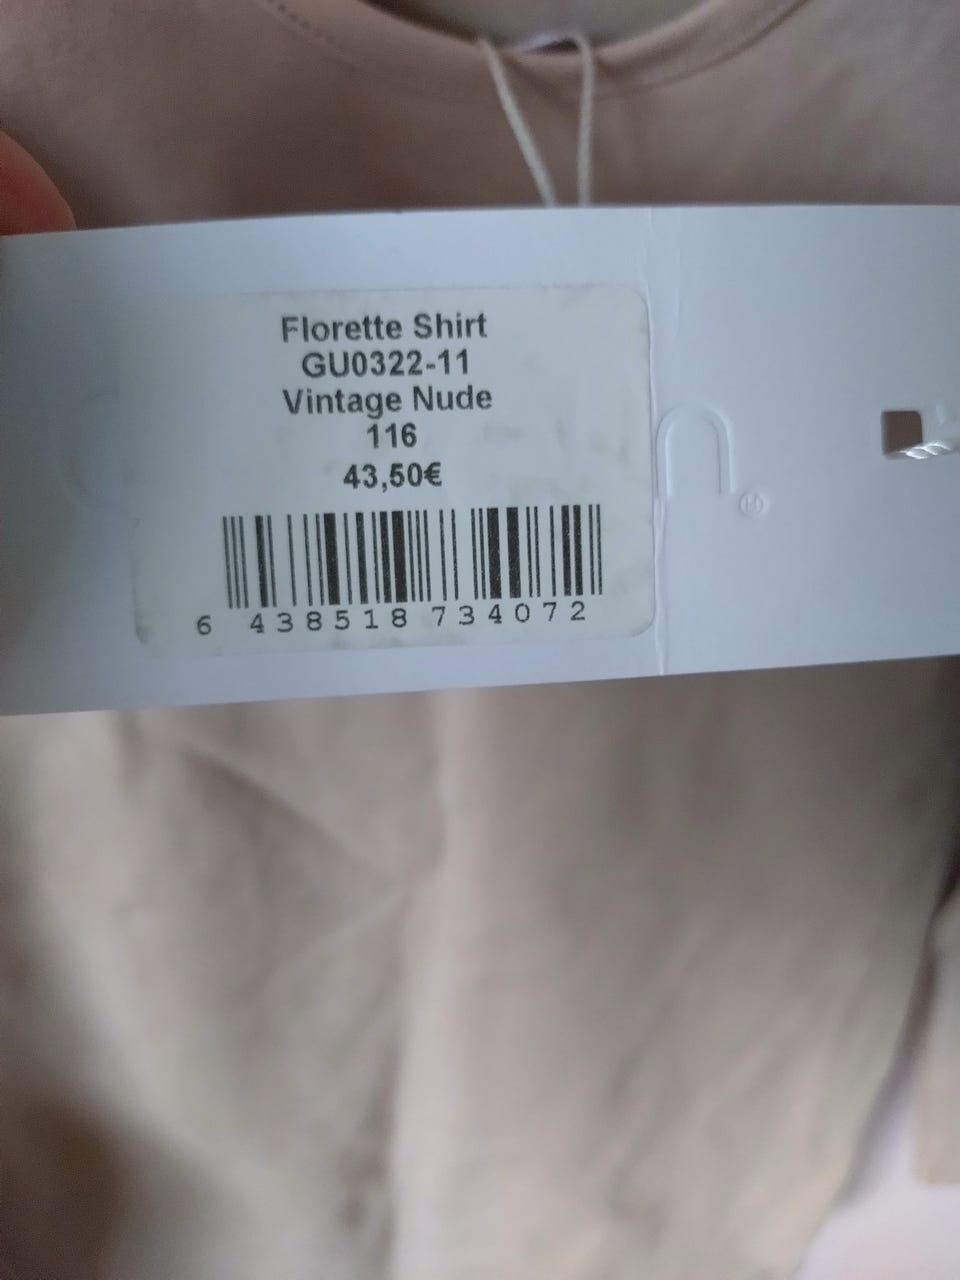 Florette Shirt
GU0322-11
Vintage Nude
116
43,50€
6 438518 734072